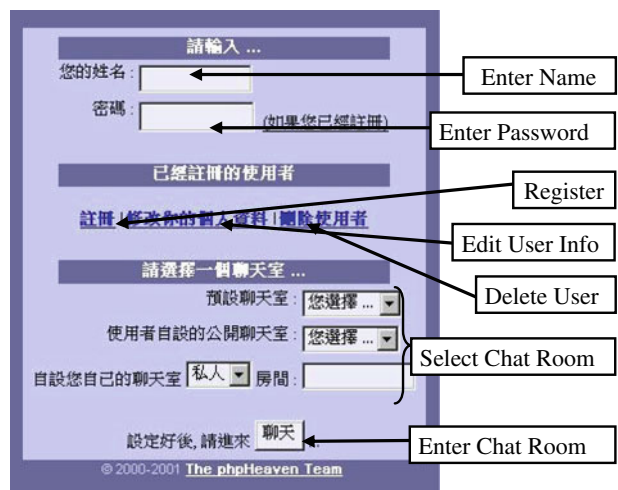 請輸入 ...
您的姓名 :
Enter Name
密碼 :
(如果您已經註冊)
Enter Password
已經註冊的使用者
Register
註冊 | 修改你的個人資料 | 刪除使用者
Edit User Info
請選擇一個聊天室 ...
Delete User
預設聊天室 : 您選擇 ...
使用者自設的公開聊天室 : 您選擇 ...
Select Chat Room
自設您自己的聊天室 私人 房間 :
設定好後, 請進來 聊天 .
Enter Chat Room
© 2000-2001 The phpHeaven Team